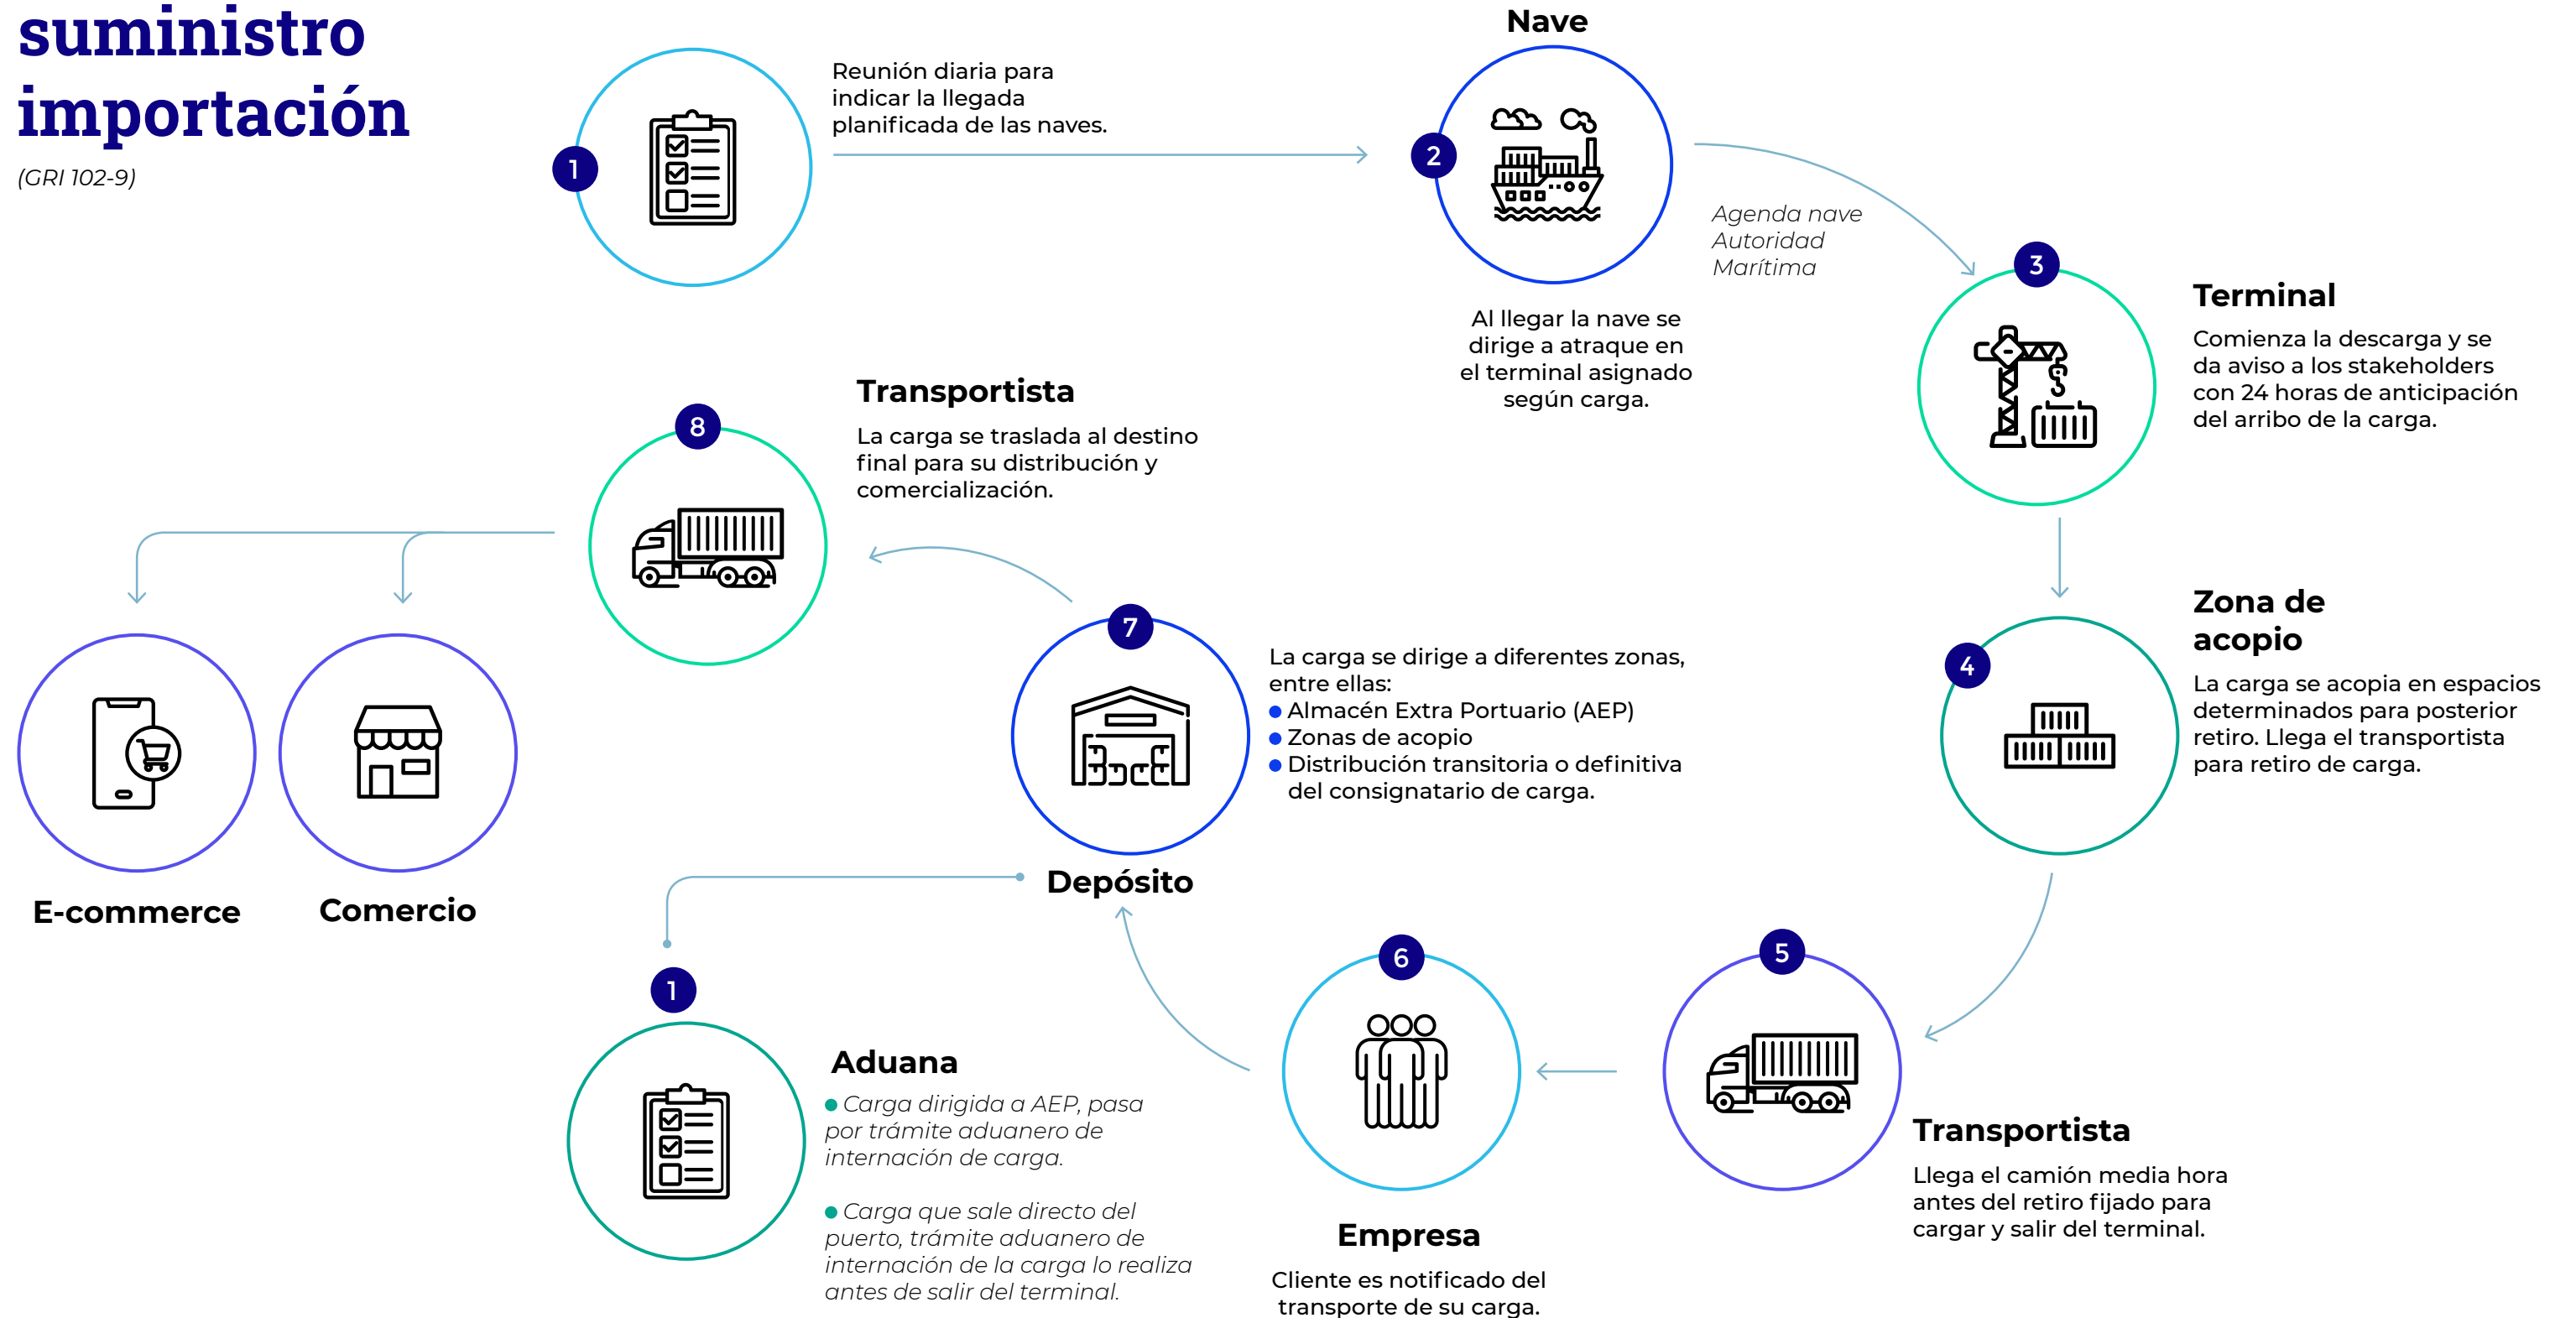 suministro
importación
(GRI 102-9)
1
Reunión diaria para
indicar la llegada
planificada de las naves.
Nave
2
Al llegar la nave se
dirige a atraque en
el terminal asignado
según carga.
Agenda nave
Autoridad
Marítima
3
Terminal
Comienza la descarga y se
da aviso a los stakeholders
con 24 horas de anticipación
del arribo de la carga.
4
Zona de
acopio
La carga se acopia en espacios
determinados para posterior
retiro. Llega el transportista
para retiro de carga.
5
Transportista
Llega el camión media hora
antes del retiro fijado para
cargar y salir del terminal.
6
Empresa
Cliente es notificado del
transporte de su carga.
7
Depósito
La carga se dirige a diferentes zonas,
entre ellas:
● Almacén Extra Portuario (AEP)
● Zonas de acopio
● Distribución transitoria o definitiva
del consignatario de carga.
1
Aduana
● Carga dirigida a AEP, pasa
por trámite aduanero de
internación de carga.
● Carga que sale directo del
puerto, trámite aduanero de
internación de la carga lo realiza
antes de salir del terminal.
8
Transportista
La carga se traslada al destino
final para su distribución y
comercialización.
E-commerce
Comercio